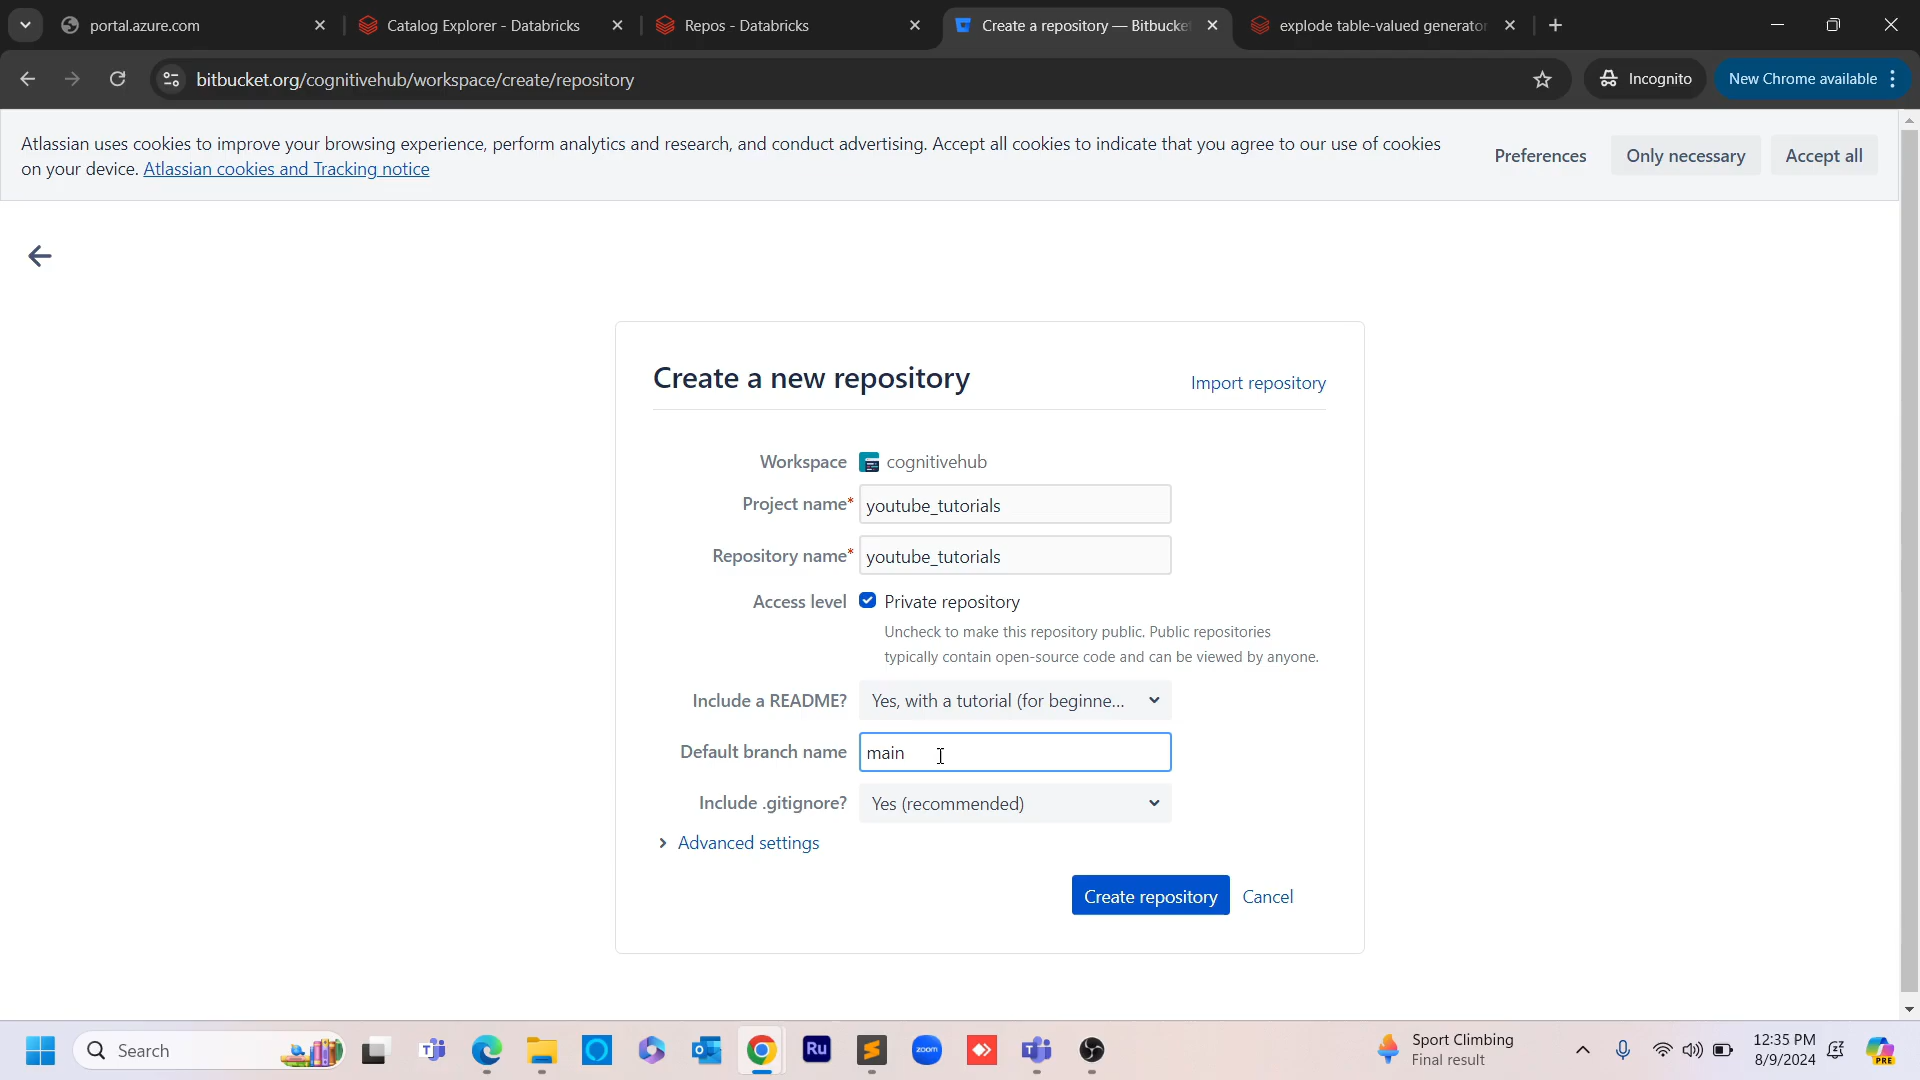 portal.azure.com
Catalog Explorer - Databricks
Repos - Databricks
Create a repository — Bitbucke
explode table-valued generator
bitbucket.org/cognitivehub/workspace/create/repository
Incognito
New Chrome available
Atlassian uses cookies to improve your browsing experience, perform analytics and research, and conduct advertising. Accept all cookies to indicate that you agree to our use of cookies
on your device. Atlassian cookies and Tracking notice
Preferences
Only necessary
Accept all
Create a new repository
Import repository
Workspace
cognitivehub
Project name*
youtube_tutorials
Repository name*
youtube_tutorials
Access level
Private repository
Uncheck to make this repository public. Public repositories
typically contain open-source code and can be viewed by anyone.
Include a README?
Yes, with a tutorial (for beginne...
Default branch name
main
Include .gitignore?
Yes (recommended)
Advanced settings
Create repository
Cancel
Search
Ru
zoom
Sport Climbing
Final result
12:35 PM
8/9/2024
PRE